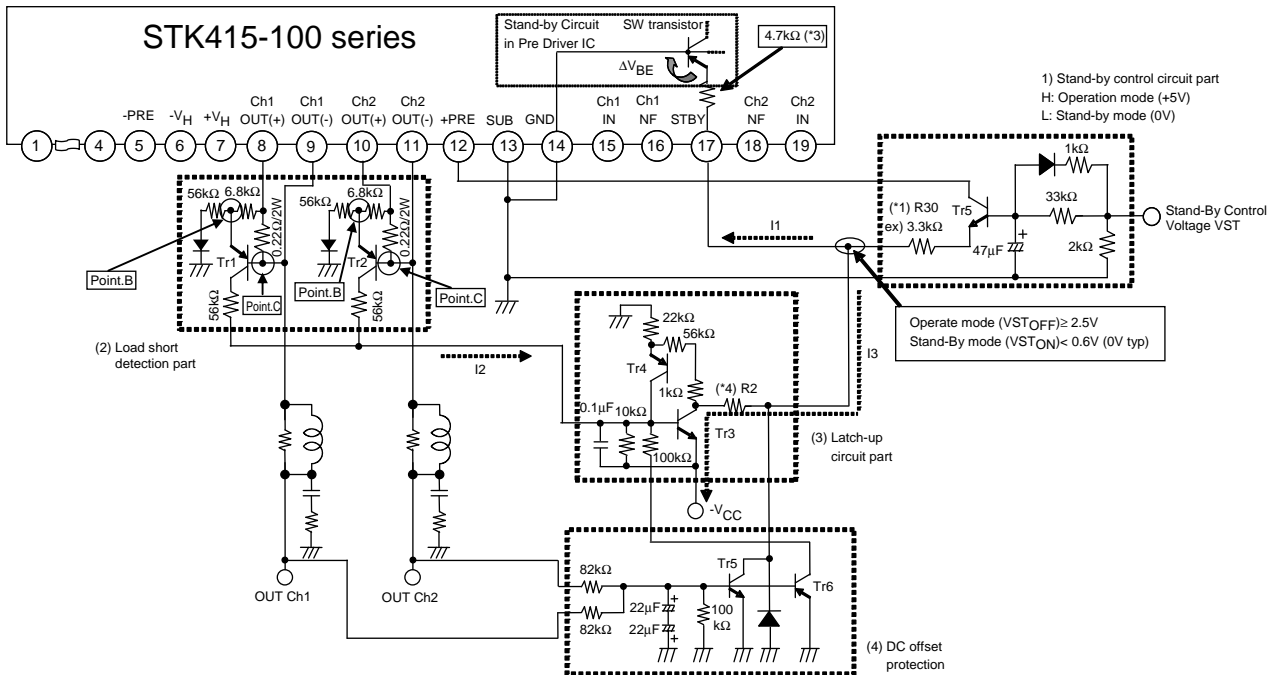 STK415-100 series
Stand-by Circuit
in Pre Driver IC
SW transistor
ΔVBE
4.7kΩ (*3)
1) Stand-by control circuit part
H: Operation mode (+5V)
L: Stand-by mode (0V)
-PRE
-VH
+VH
Ch1
OUT(+)
Ch1
OUT(-)
Ch2
OUT(+)
Ch2
OUT(-)
+PRE
SUB
GND
Ch1
IN
Ch1
NF
STBY
Ch2
NF
Ch2
IN
1
4
5
6
7
8
9
10
11
12
13
14
15
16
17
18
19
56kΩ
6.8kΩ
0.22Ω/2W
Tr1
56kΩ
Point.B
Point.C
56kΩ
6.8kΩ
0.22Ω/2W
Tr2
56kΩ
Point.B
Point.C
(2) Load short
detection part
I1
(*1) R30
ex) 3.3kΩ
Tr5
1kΩ
33kΩ
47µF
+
2kΩ
Stand-By Control
Voltage VST
Operate mode (VSTOFF)≥ 2.5V
Stand-By mode (VSTON)< 0.6V (0V typ)
I2
I3
22kΩ
56kΩ
Tr4
1kΩ
(*4) R2
0.1µF
10kΩ
Tr3
100kΩ
(3) Latch-up
circuit part
-VCC
OUT Ch1
OUT Ch2
82kΩ
82kΩ
22µF
+
22µF
+
100
kΩ
Tr5
Tr6
(4) DC offset
protection